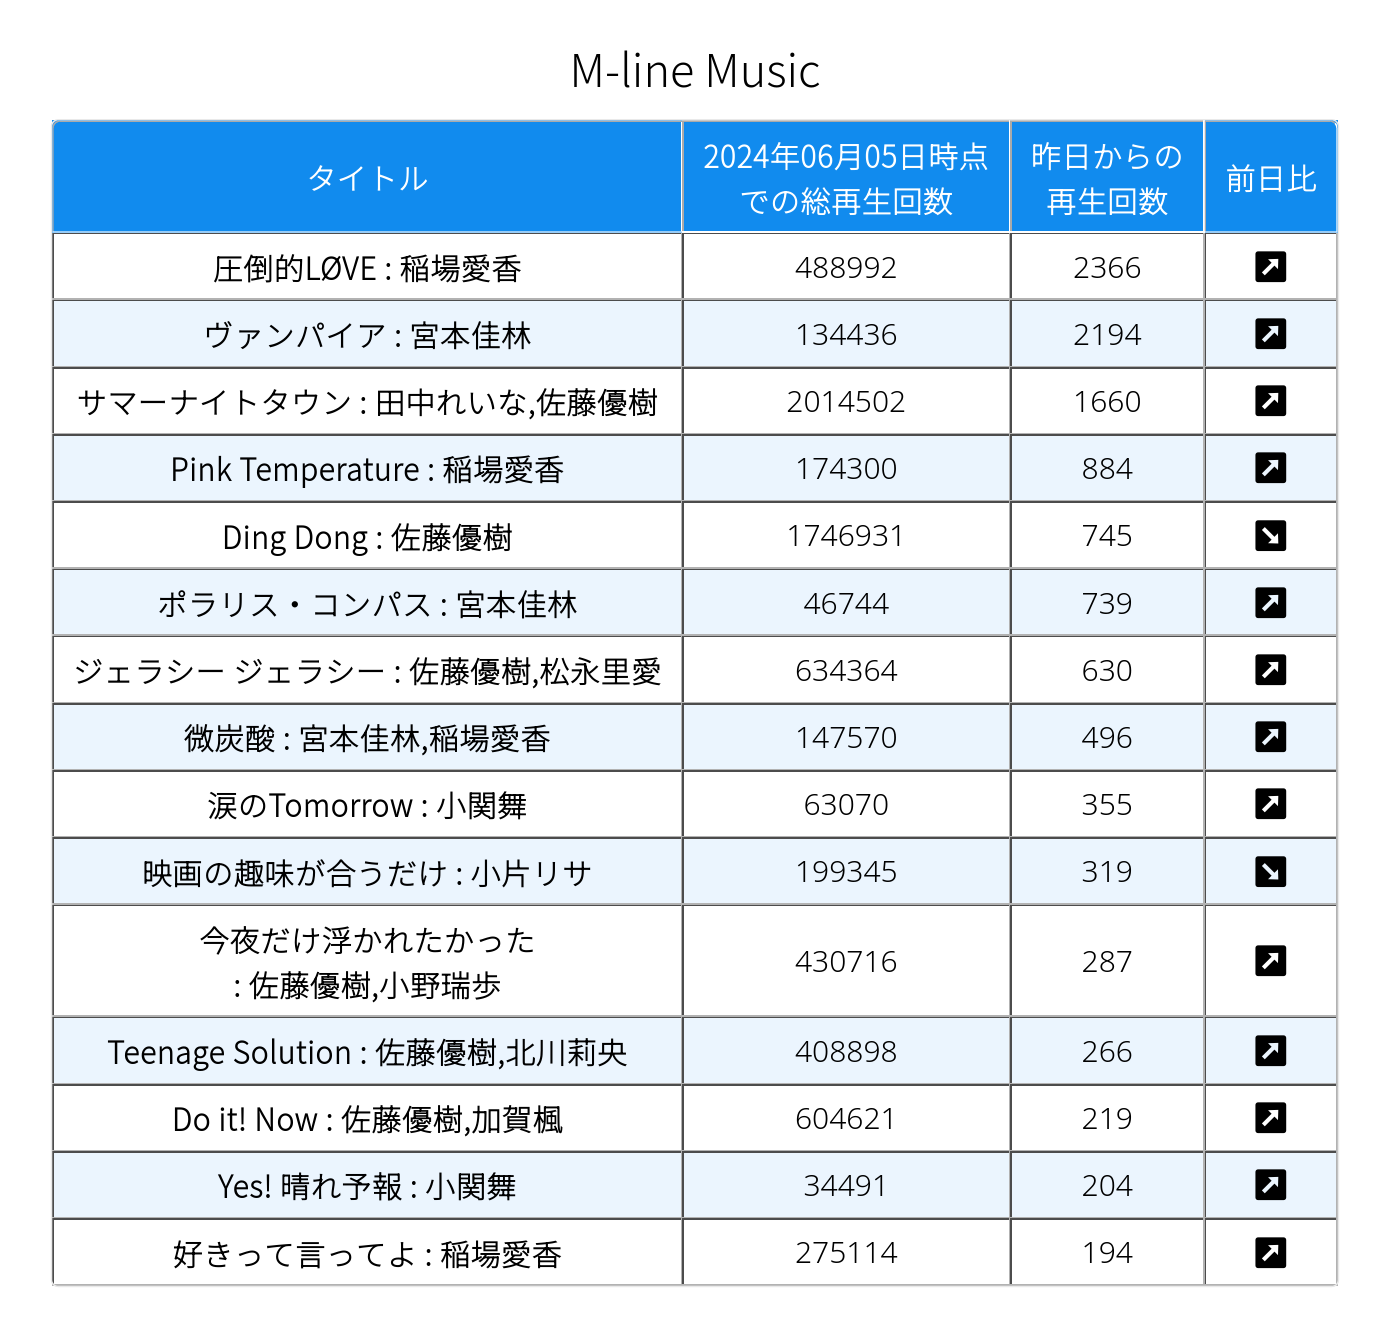 M-line Music
タイトル 2024年06月05日時点での総再生回数 昨日からの再生回数 前日比
圧倒的LØVE : 稲場愛香 488992 2366 ↗
ヴァンパイア : 宮本佳林 134436 2194 ↗
サマーナイトタウン : 田中れいな,佐藤優樹 2014502 1660 ↗
Pink Temperature : 稲場愛香 174300 884 ↗
Ding Dong : 佐藤優樹 1746931 745 ↘
ポラリス・コンパス : 宮本佳林 46744 739 ↗
ジェラシー ジェラシー : 佐藤優樹,松永里愛 634364 630 ↗
微炭酸 : 宮本佳林,稲場愛香 147570 496 ↗
涙のTomorrow : 小関舞 63070 355 ↗
映画の趣味が合うだけ : 小片リサ 199345 319 ↘
今夜だけ浮かれたかった
: 佐藤優樹,小野瑞歩 430716 287 ↗
Teenage Solution : 佐藤優樹,北川莉央 408898 266 ↗
Do it! Now : 佐藤優樹,加賀楓 604621 219 ↗
Yes! 晴れ予報 : 小関舞 34491 204 ↗
好きって言ってよ : 稲場愛香 275114 194 ↗